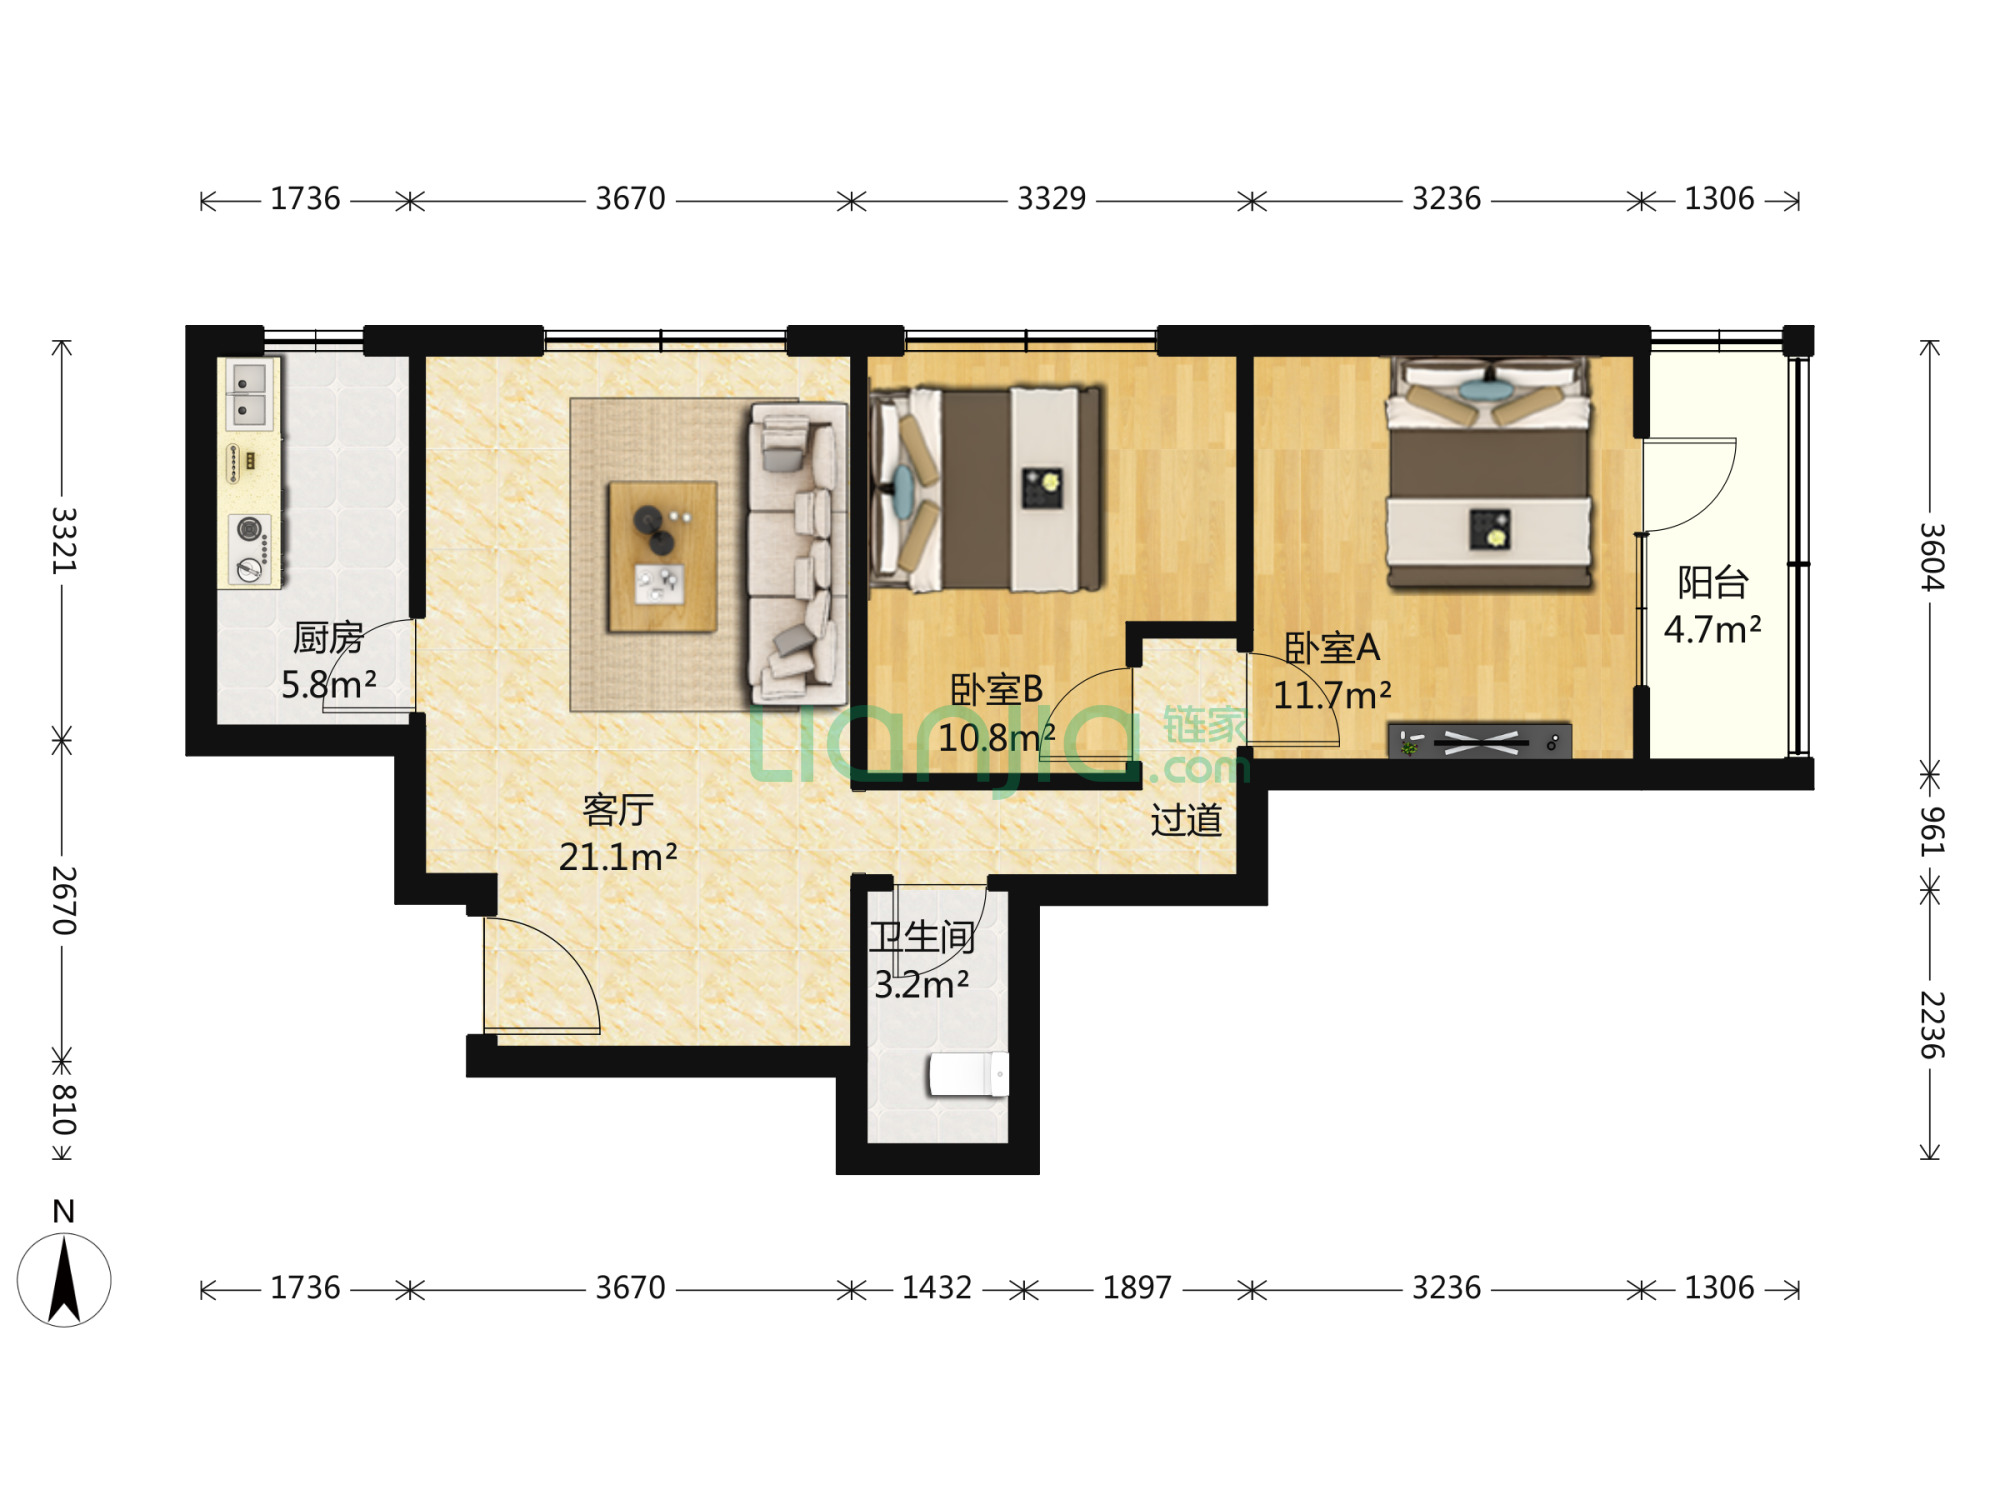 1736 3670 3329 3236 1306
3321
2670
810
3604
961
2236
厨房
5.8m²
客厅
21.1m²
卧室B
10.8m²
卧室A
11.7m²
阳台
4.7m²
Lianjia 链家
.com
过道
卫生间
3.2m²
N
1736 3670 1432 1897 3236 1306